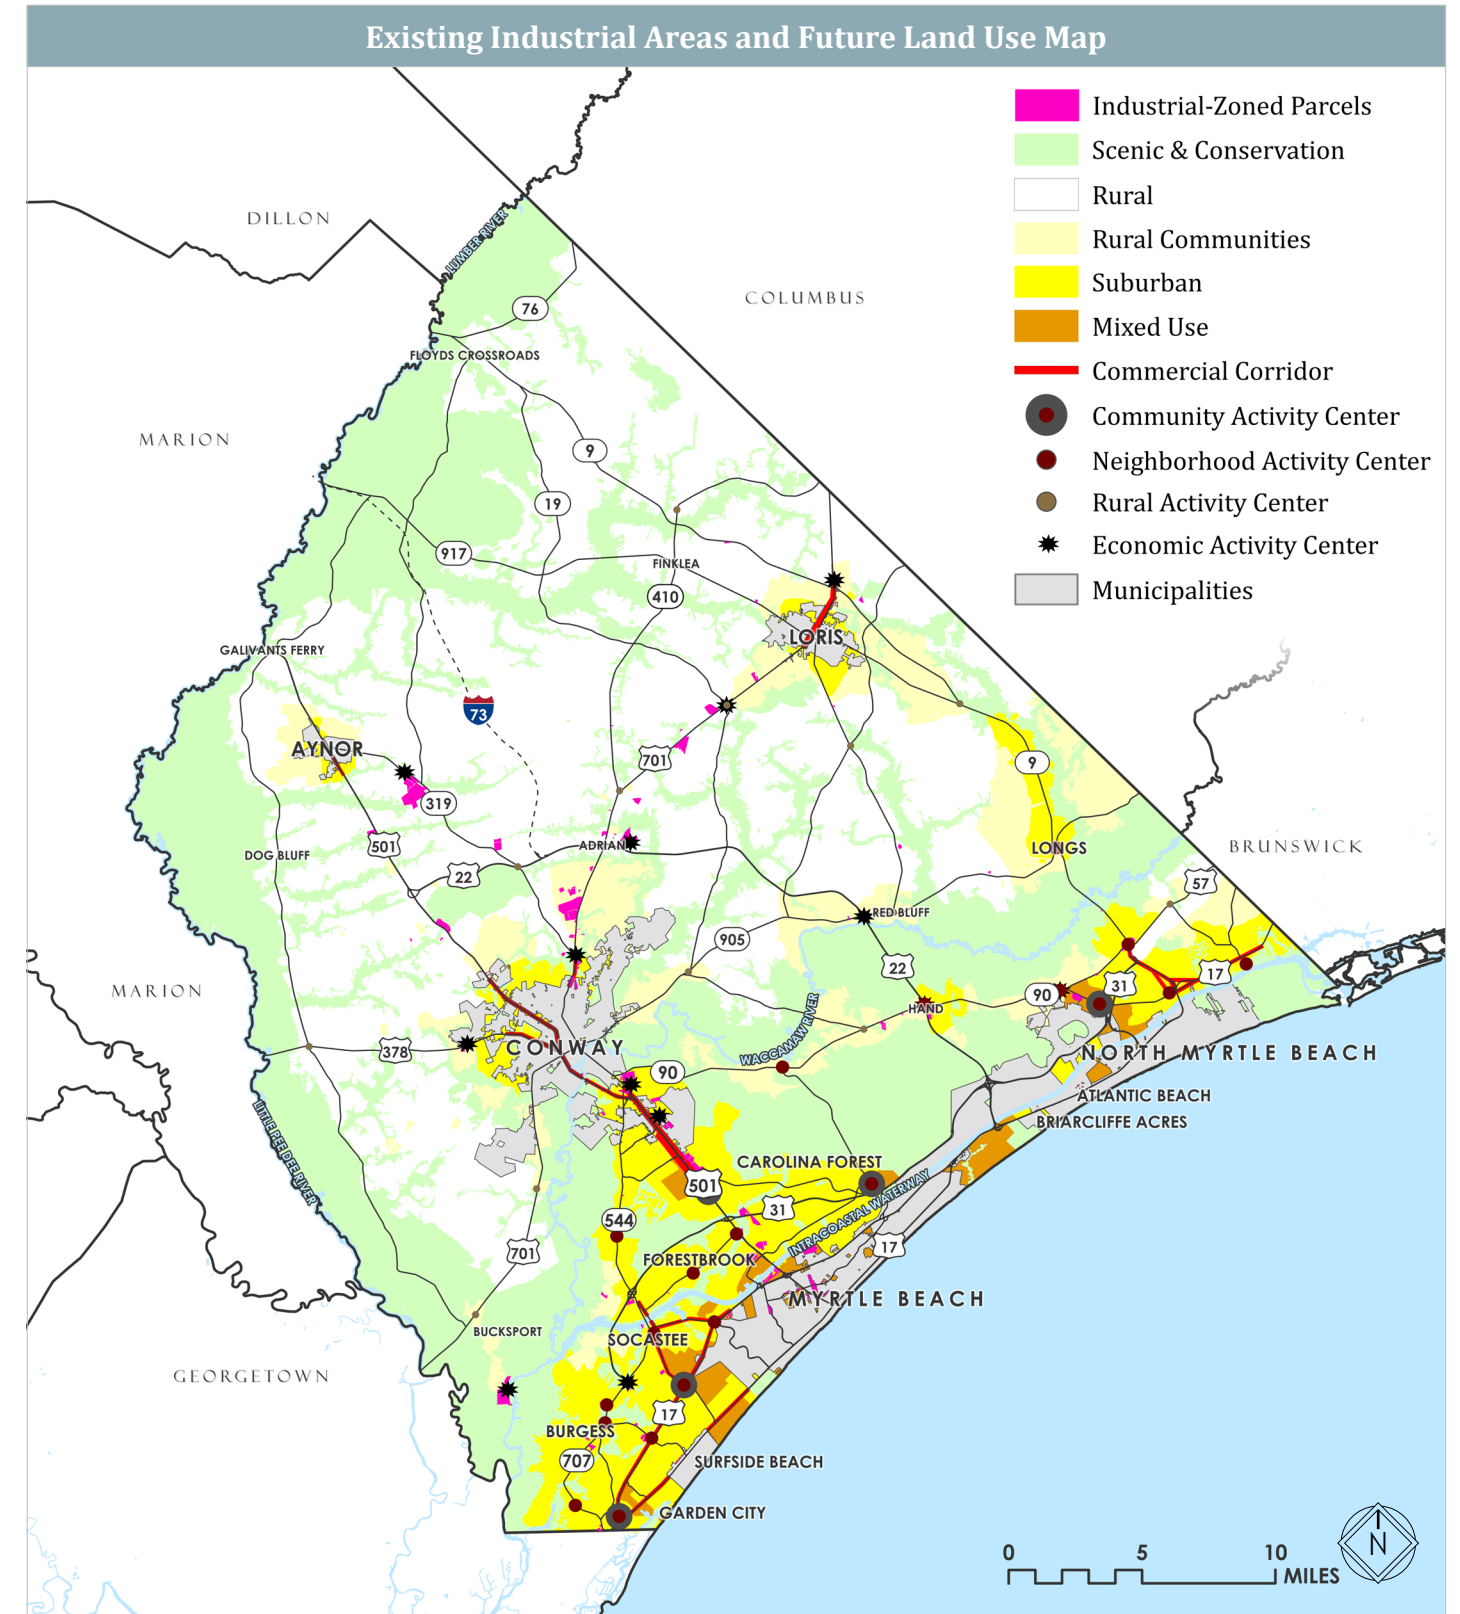 Existing Industrial Areas and Future Land Use Map
Industrial-Zoned Parcels
Scenic & Conservation
Rural
Rural Communities
Suburban
Mixed Use
Commercial Corridor
Community Activity Center
Neighborhood Activity Center
Rural Activity Center
Economic Activity Center
Municipalities
DILLON
LUMBER RIVER
COLUMBUS
76
FLOYDS CROSSROADS
MARION
9
19
917
FINKLEA
410
LORIS
GALIVANTS FERRY
73
AYNOR
701
9
319
501
ADRIAN
LONGS
BRUNSWICK
DOG BLUFF
22
57
RED BLUFF
905
22
17
31
90
MARION
HAND
WACCAMAW RIVER
378
CONWAY
NORTH MYRTLE BEACH
90
ATLANTIC BEACH
BRIARCLIFFE ACRES
LITTLE PEE DEE RIVER
CAROLINA FOREST
501
31
INTRACOASTAL WATERWAY
544
17
701
FORESTBROOK
MYRTLE BEACH
BUCKSPORT
SOCASTEE
GEORGETOWN
17
BURGESS
707
SURFSIDE BEACH
GARDEN CITY
N
0 5 10
MILES